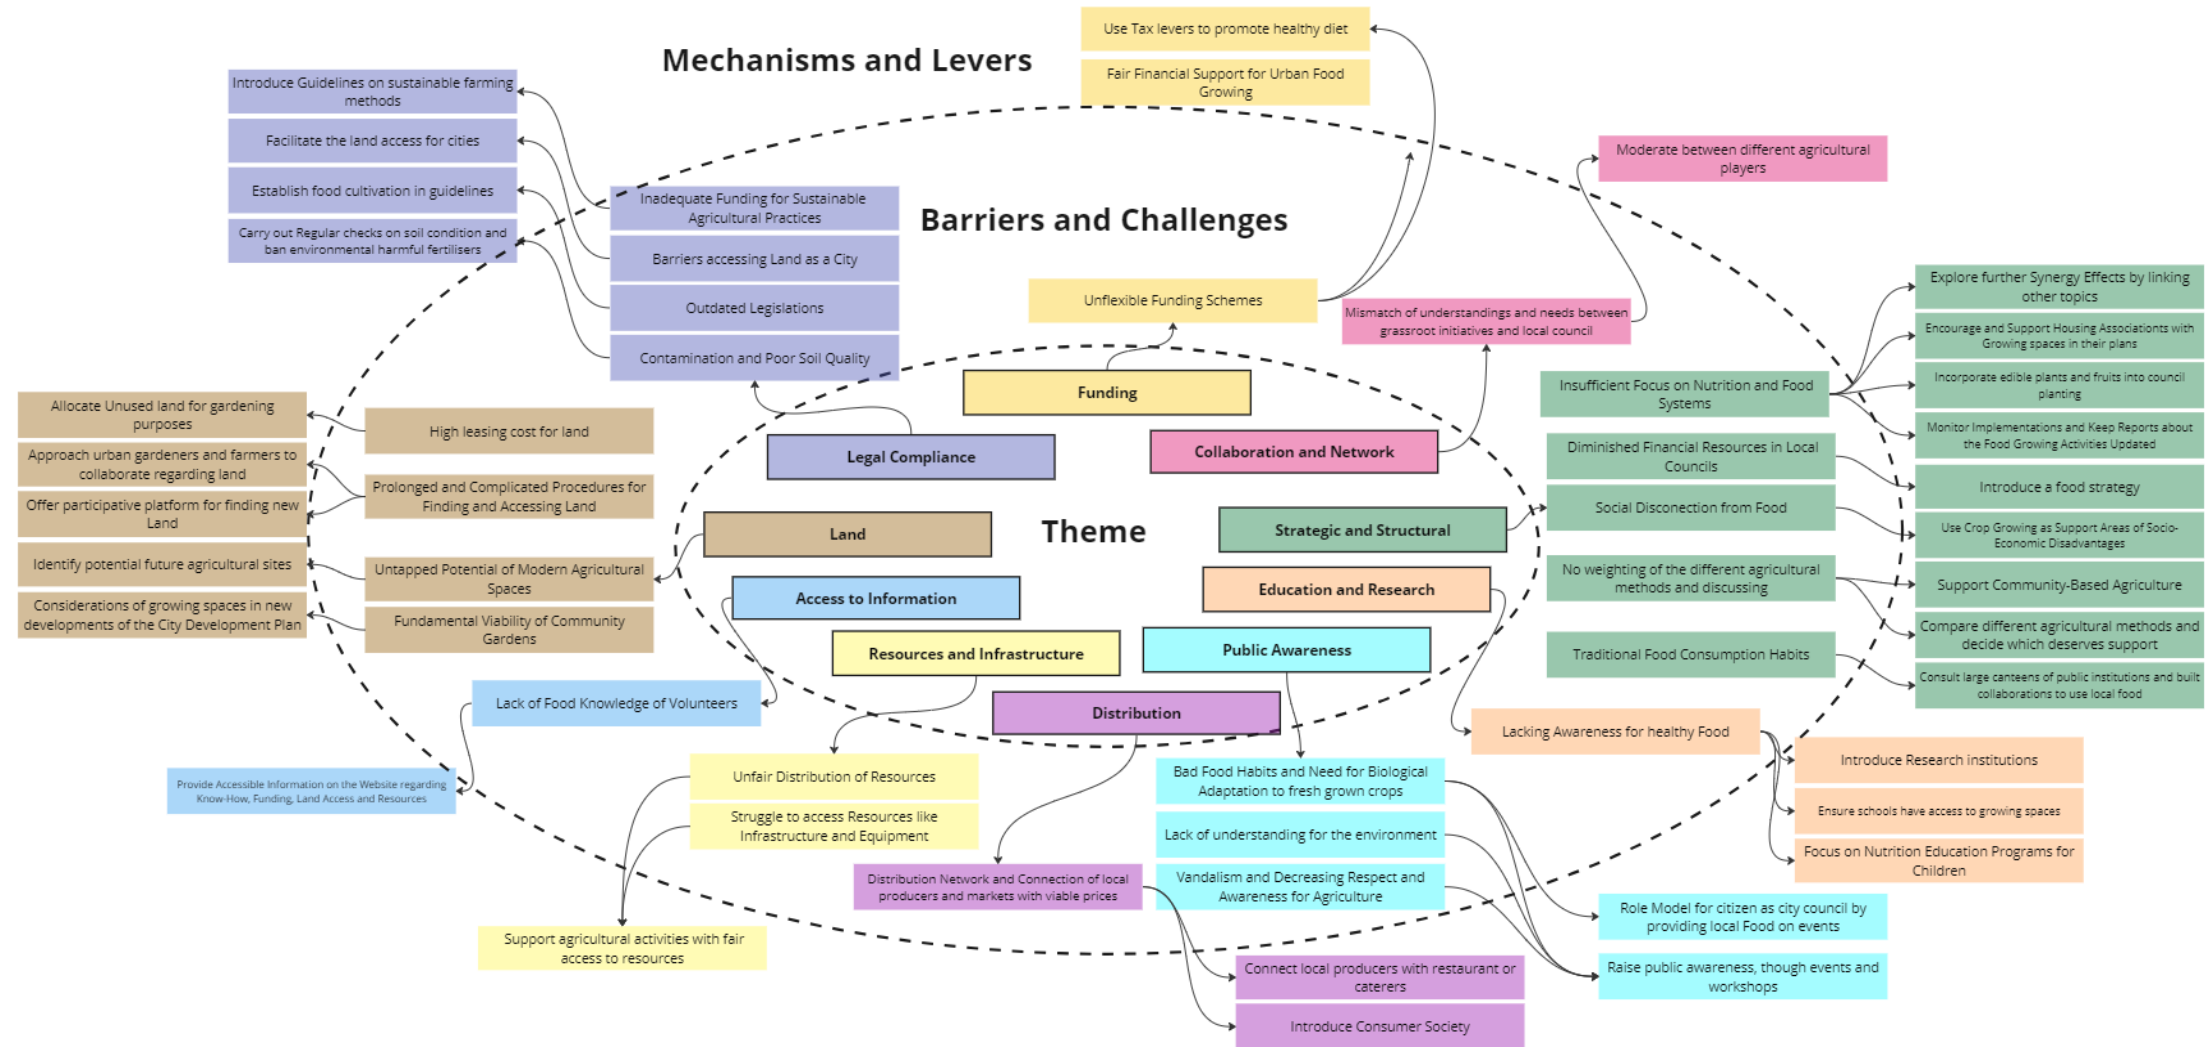 Mechanisms and Levers
Use Tax levers to promote healthy diet
Fair Financial Support for Urban Food
Growing
Introduce Guidelines on sustainable farming
methods
Facilitate the land access for cities
Establish food cultivation in guidelines
Carry out Regular checks on soil condition and
ban environmental harmful fertilisers
Moderate between different agricultural
players
Barriers and Challenges
Inadequate Funding for Sustainable
Agricultural Practices
Barriers accessing Land as a City
Outdated Legislations
Contamination and Poor Soil Quality
Unflexible Funding Schemes
Mismatch of understandings and needs between
grassroot initiatives and local council
Explore further Synergy Effects by linking
other topics
Encourage and Support Housing Associationts with
Growing spaces in their plans
Incorporate edible plants and fruits into council
planting
Monitor Implementations and Keep Reports about
the Food Growing Activities Updated
Introduce a food strategy
Use Crop Growing as Support Areas of Socio-
Economic Disadvantages
Support Community-Based Agriculture
Compare different agricultural methods and
decide which deserves support
Consult large canteens of public institutions and built
collaborations to use local food
Insufficient Focus on Nutrition and Food
Systems
Diminished Financial Resources in Local
Councils
Social Disconection from Food
No weighting of the different agricultural
methods and discussing
Traditional Food Consumption Habits
Allocate Unused land for gardening
purposes
Approach urban gardeners and farmers to
collaborate regarding land
Offer participative platform for finding new
Land
Identify potential future agricultural sites
Considerations of growing spaces in new
developments of the City Development Plan
High leasing cost for land
Prolonged and Complicated Procedures for
Finding and Accessing Land
Untapped Potential of Modern Agricultural
Spaces
Fundamental Viability of Community
Gardens
Theme
Funding
Legal Compliance
Collaboration and Network
Land
Strategic and Structural
Access to Information
Education and Research
Resources and Infrastructure
Public Awareness
Distribution
Lack of Food Knowledge of Volunteers
Provide Accessible Information on the Website regarding
Know-How, Funding, Land Access and Resources
Unfair Distribution of Resources
Struggle to access Resources like
Infrastructure and Equipment
Support agricultural activities with fair
access to resources
Distribution Network and Connection of local
producers and markets with viable prices
Connect local producers with restaurant or
caterers
Introduce Consumer Society
Bad Food Habits and Need for Biological
Adaptation to fresh grown crops
Lack of understanding for the environment
Vandalism and Decreasing Respect and
Awareness for Agriculture
Role Model for citizen as city council by
providing local Food on events
Raise public awareness, though events and
workshops
Lacking Awareness for healthy Food
Introduce Research institutions
Ensure schools have access to growing spaces
Focus on Nutrition Education Programs for
Children